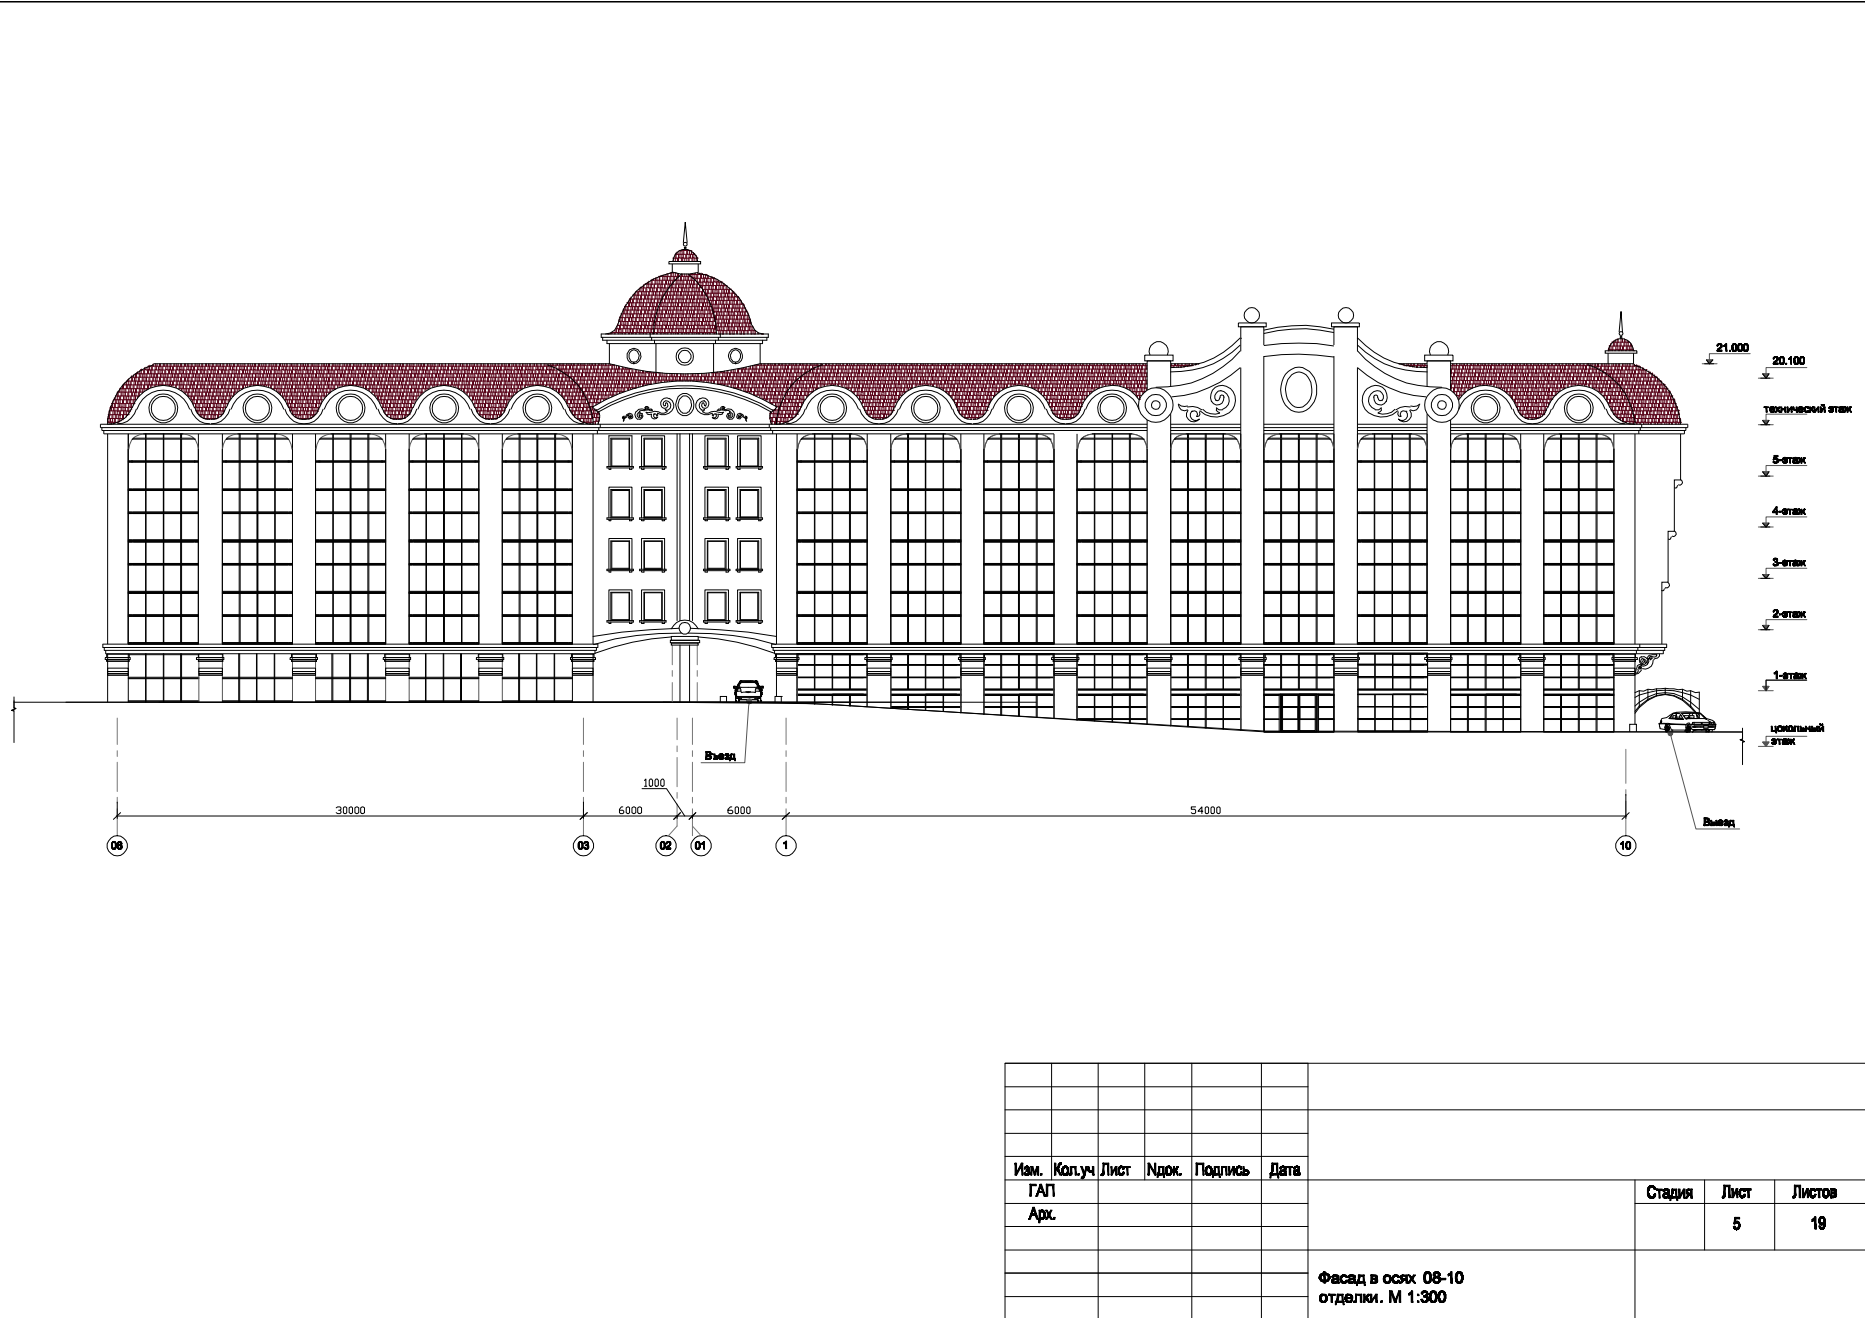 21.000
20.100
технический этаж
5-этаж
4-этаж
3-этаж
2-этаж
1-этаж
цокольный
этаж
Въезд
Выезд
1000
30000
6000
6000
54000
08
03
02
01
1
10
Изм. Кол.уч Лист Nдок. Подпись Дата
ГАП
Арх.
Стадия Лист Листов
5 19
Фасад в осях 08-10
отделки. М 1:300